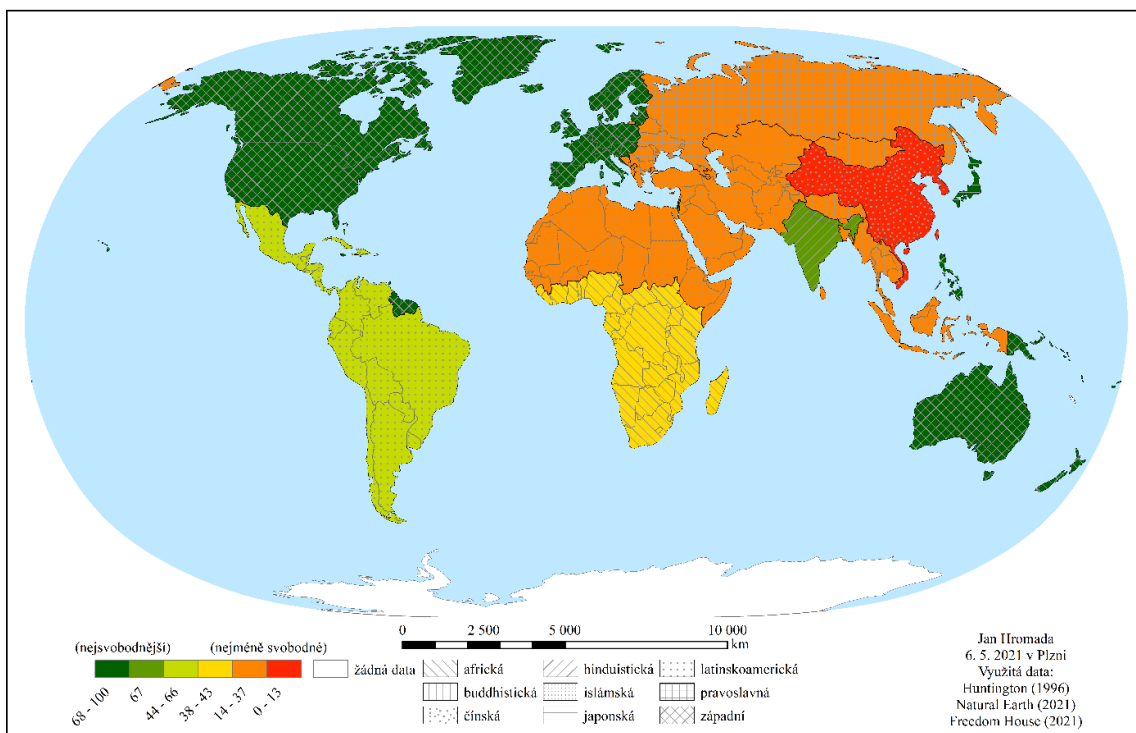 0 2 500 5 000 10 000
km
(nejsvobodnější) (nejméně svobodné)
žádná data
68 - 100
67
44 - 66
38 - 43
14 - 37
0 - 13
africká
hinduistická
latinskoamerická
buddhistická
islámská
pravoslavná
čínská
japonská
západní
Jan Hromada
6. 5. 2021 v Plzni
Využitá data:
Huntington (1996)
Natural Earth (2021)
Freedom House (2021)